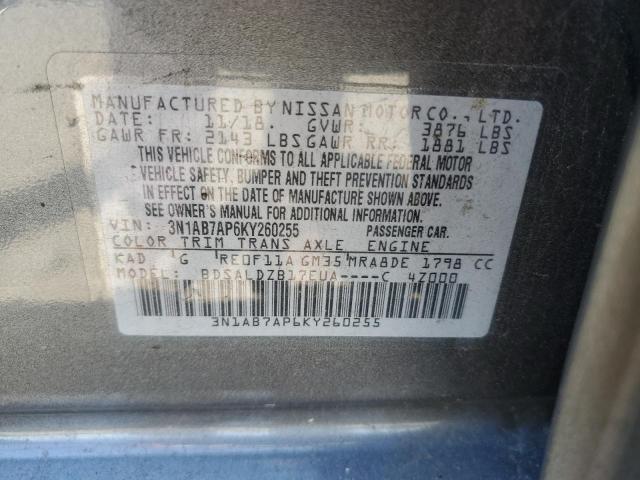 MANUFACTURED BY NISSAN MOTOR CO., LTD.
DATE: 11/18. GVWR: 3876 LBS
GAWR FR: 2143 LBS GAWR RR: 1881 LBS
THIS VEHICLE CONFORMS TO ALL APPLICABLE FEDERAL MOTOR
VEHICLE SAFETY, BUMPER AND THEFT PREVENTION STANDARDS
IN EFFECT ON THE DATE OF MANUFACTURE SHOWN ABOVE.
SEE OWNER'S MANUAL FOR ADDITIONAL INFORMATION.
VIN: 3N1AB7AP6KY260255 PASSENGER CAR.
COLOR TRIM TRANS AXLE ENGINE
KAD G RE0F11A GM35 MRA8DE 1798 CC
BDSALDZB17EUA----C 4Z000
3N1AB7AP6KY260255